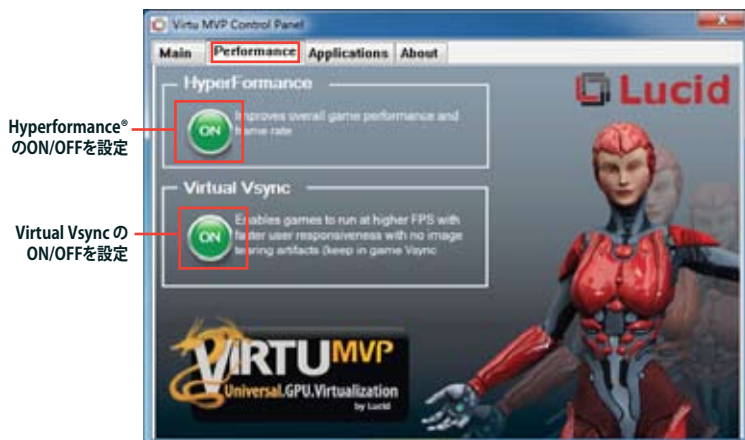 Virtu MVP Control Panel
Main Performance Applications About
HyperFormance
ON
Improves overall game performance and
frame rate
Hyperformance®
のON/OFFを設定
Virtual Vsync
ON
Enables games to run at higher FPS with
faster user responsiveness with no image
tearing artifacts (keep in game Vsync
Virtual Vsync の
ON/OFFを設定
Lucid
VIRTU MVP
Universal.GPU.Virtualization
by Lucid